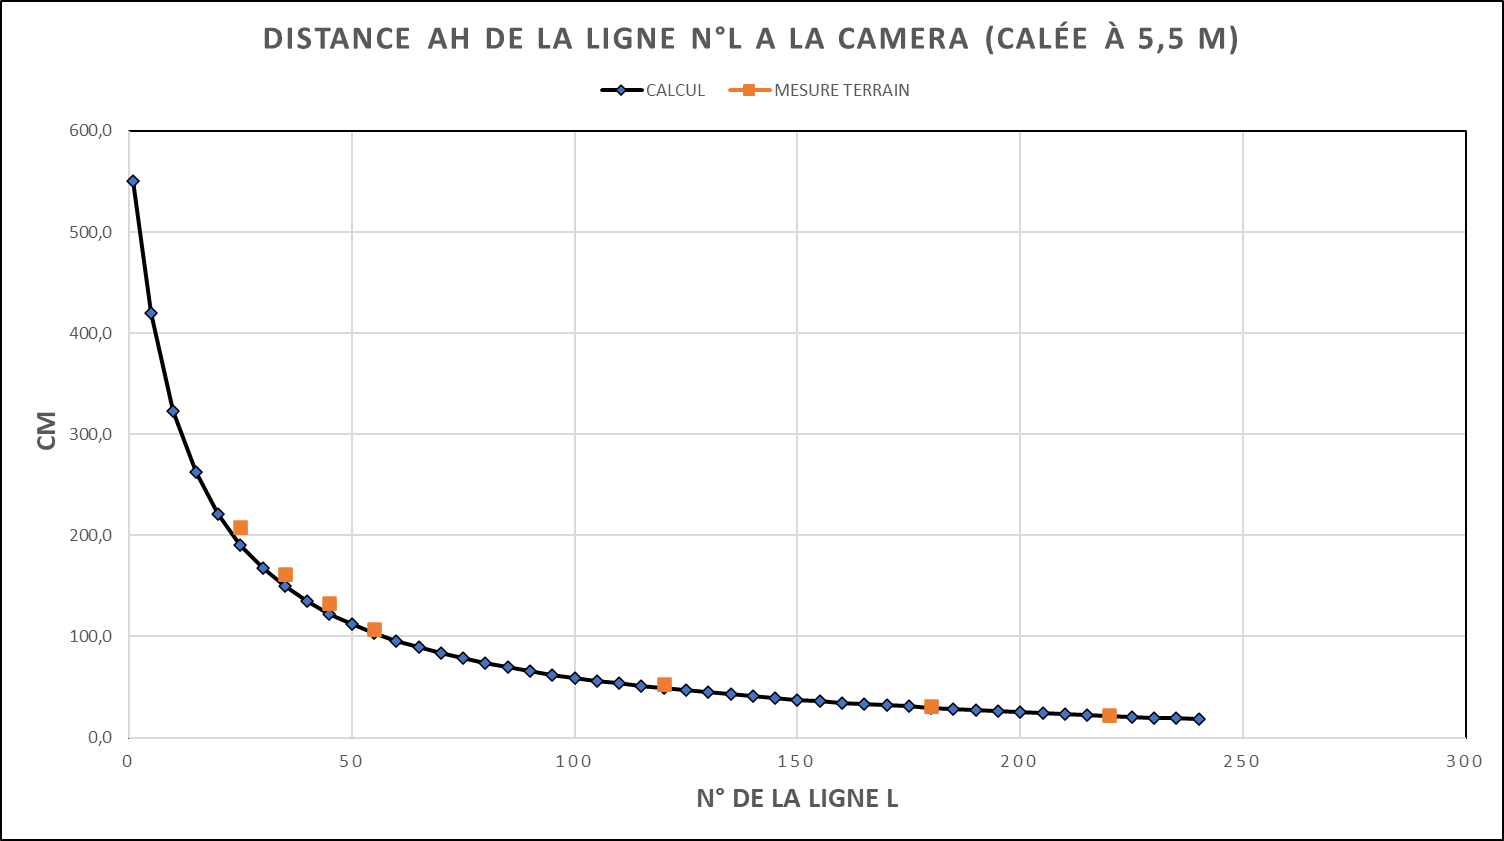 DISTANCE AH DE LA LIGNE N°L A LA CAMERA (CALÉE À 5,5 M)
CALCUL MESURE TERRAIN
600,0
500,0
400,0
300,0
200,0
100,0
0,0
CM
0 50 100 150 200 250 300
N° DE LA LIGNE L